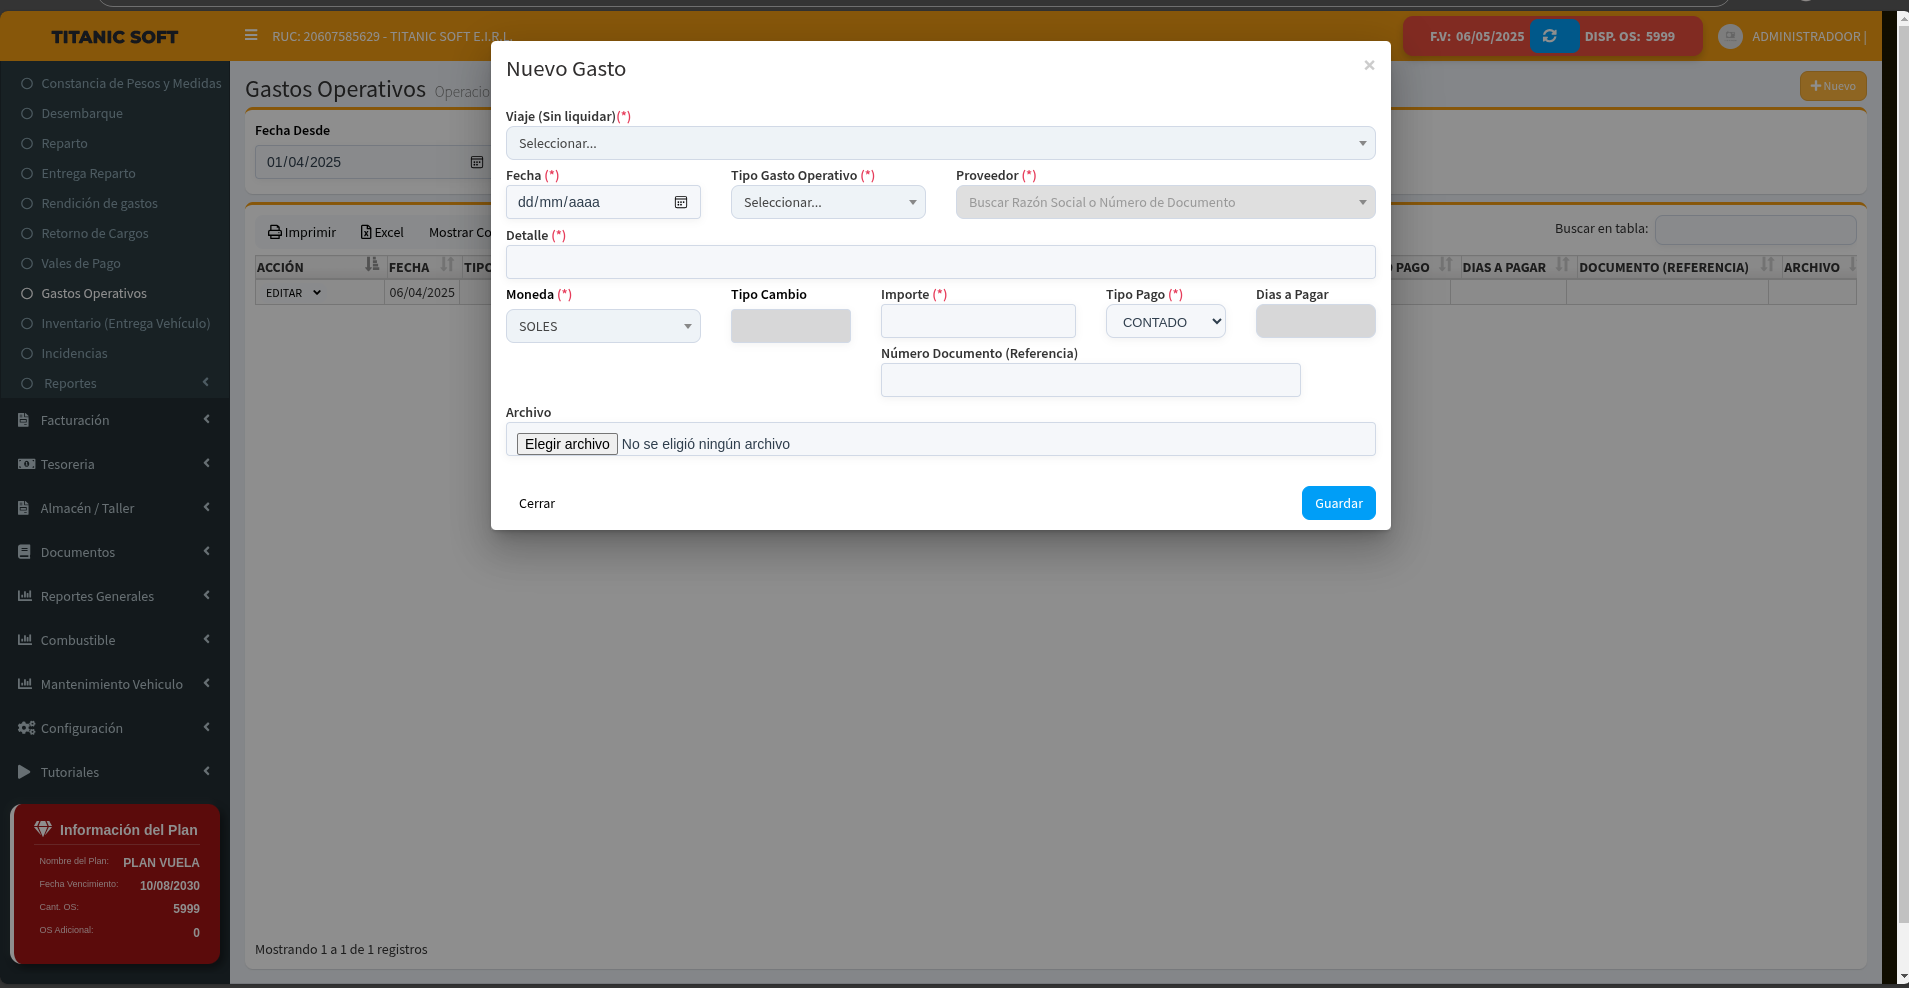 TITANIC SOFT
RUC: 20607585629 - TITANIC SOFT E.I.R.L.
F.V: 06/05/2025
DISP. OS: 5999
ADMINISTRADOOR |
Constancia de Pesos y Medidas
Desembarque
Reparto
Entrega Reparto
Rendición de gastos
Retorno de Cargos
Vales de Pago
Gastos Operativos
Inventario (Entrega Vehículo)
Incidencias
Reportes
Facturación
Tesoreria
Almacén / Taller
Documentos
Reportes Generales
Combustible
Mantenimiento Vehiculo
Configuración
Tutoriales
Información del Plan
Nombre del Plan: PLAN VUELA
Fecha Vencimiento: 10/08/2030
Cant. OS: 5999
OS Adicional: 0
Gastos Operativos Operacio
Nuevo
Fecha Desde
01/04/2025
Imprimir Excel Mostrar Co
Buscar en tabla:
ACCIÓN FECHA TIPO PAGO DIAS A PAGAR DOCUMENTO (REFERENCIA) ARCHIVO
EDITAR 06/04/2025
Mostrando 1 a 1 de 1 registros
Nuevo Gasto ×
Viaje (Sin liquidar)(*)
Seleccionar...
Fecha (*) Tipo Gasto Operativo (*) Proveedor (*)
dd/mm/aaaa Seleccionar... Buscar Razón Social o Número de Documento
Detalle (*)
Moneda (*) Tipo Cambio Importe (*) Tipo Pago (*) Dias a Pagar
SOLES CONTADO
Número Documento (Referencia)
Archivo
Elegir archivo No se eligió ningún archivo
Cerrar Guardar